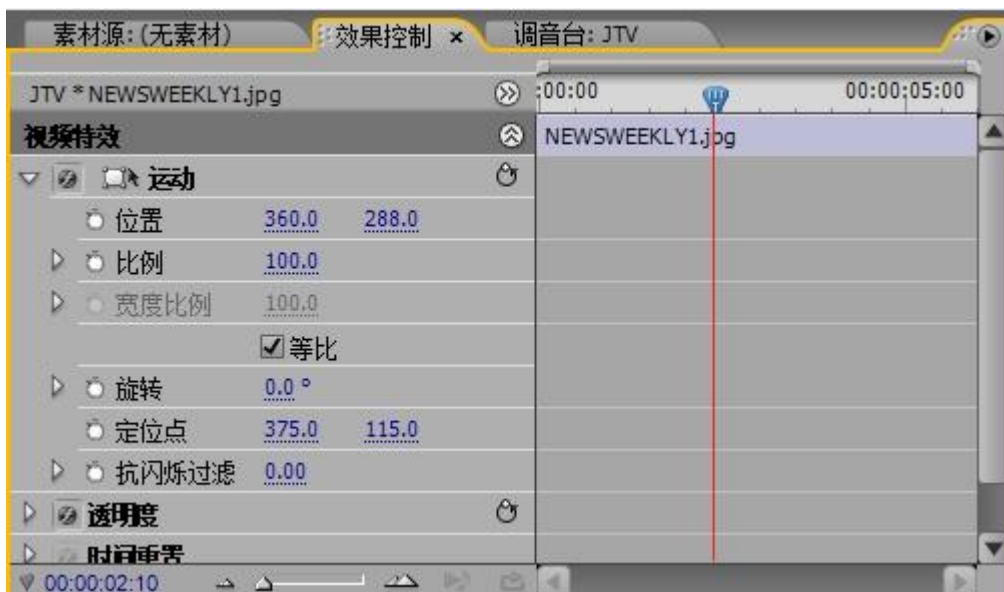 素材源:(无素材) 效果控制 × 调音台: JTV
JTV * NEWSWEEKLY1.jpg :00:00 00:00:05:00
视频特效 NEWSWEEKLY1.jpg
运动
位置 360.0 288.0
比例 100.0
宽度比例 100.0
等比
旋转 0.0 °
定位点 375.0 115.0
抗闪烁过滤 0.00
透明度
时间重置
00:00:02:10